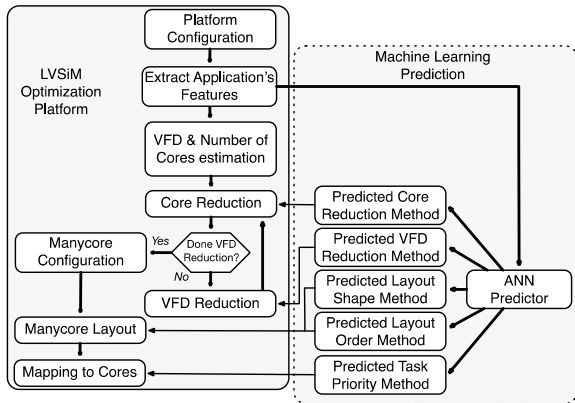 Platform
Configuration
LVSiM
Optimization
Platform
Extract Application's
Features
VFD & Number of
Cores estimation
Core Reduction
Done VFD
Reduction?
Yes
No
Manycore
Configuration
VFD Reduction
Manycore Layout
Mapping to Cores
Machine Learning
Prediction
Predicted Core
Reduction Method
Predicted VFD
Reduction Method
Predicted Layout
Shape Method
Predicted Layout
Order Method
Predicted Task
Priority Method
ANN
Predictor